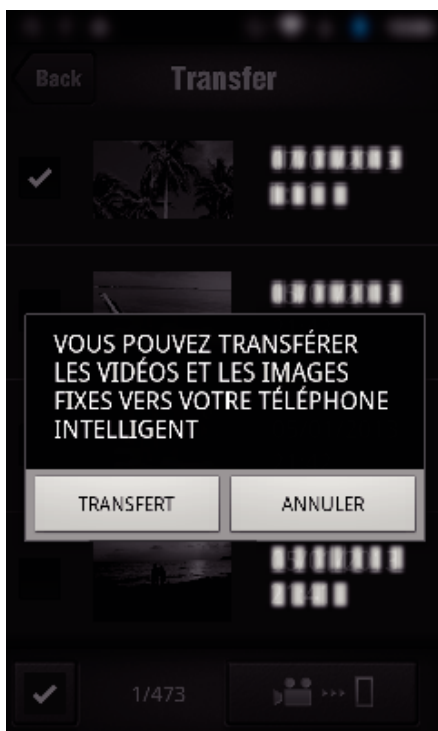 Back
Transfer
VOUS POUVEZ TRANSFÉRER
LES VIDÉOS ET LES IMAGES
FIXES VERS VOTRE TÉLÉPHONE
INTELLIGENT
TRANSFERT
ANNULER
1/473